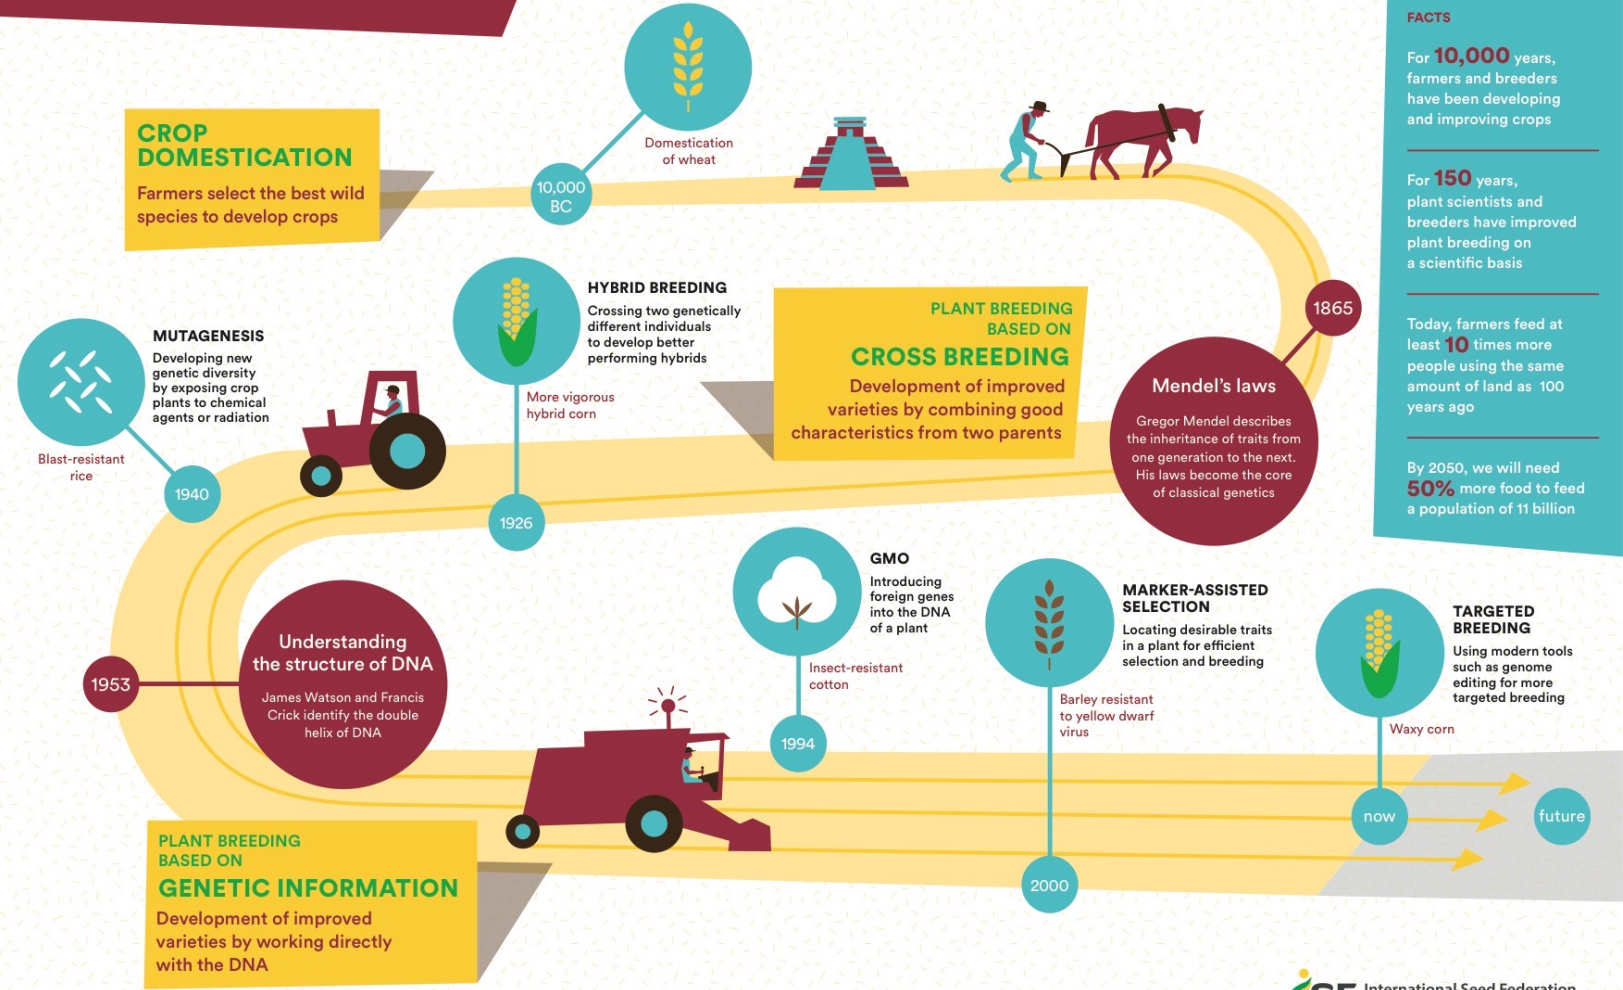 CROP
DOMESTICATION
Farmers select the best wild
species to develop crops
10,000
BC
Domestication
of wheat
1865
Mendel's laws
Gregor Mendel describes
the inheritance of traits from
one generation to the next.
His laws become the core
of classical genetics
PLANT BREEDING
BASED ON
CROSS BREEDING
Development of improved
varieties by combining good
characteristics from two parents
HYBRID BREEDING
Crossing two genetically
different individuals
to develop better
performing hybrids
More vigorous
hybrid corn
1926
MUTAGENESIS
Developing new
genetic diversity
by exposing crop
plants to chemical
agents or radiation
Blast-resistant
rice
1940
1953
Understanding
the structure of DNA
James Watson and Francis
Crick identify the double
helix of DNA
PLANT BREEDING
BASED ON
GENETIC INFORMATION
Development of improved
varieties by working directly
with the DNA
GMO
Introducing
foreign genes
into the DNA
of a plant
Insect-resistant
cotton
1994
MARKER-ASSISTED
SELECTION
Locating desirable traits
in a plant for efficient
selection and breeding
Barley resistant
to yellow dwarf
virus
2000
TARGETED
BREEDING
Using modern tools
such as genome
editing for more
targeted breeding
Waxy corn
now
future
FACTS
For 10,000 years,
farmers and breeders
have been developing
and improving crops
For 150 years,
plant scientists and
breeders have improved
plant breeding on
a scientific basis
Today, farmers feed at
least 10 times more
people using the same
amount of land as 100
years ago
By 2050, we will need
50% more food to feed
a population of 11 billion
International Seed Federation